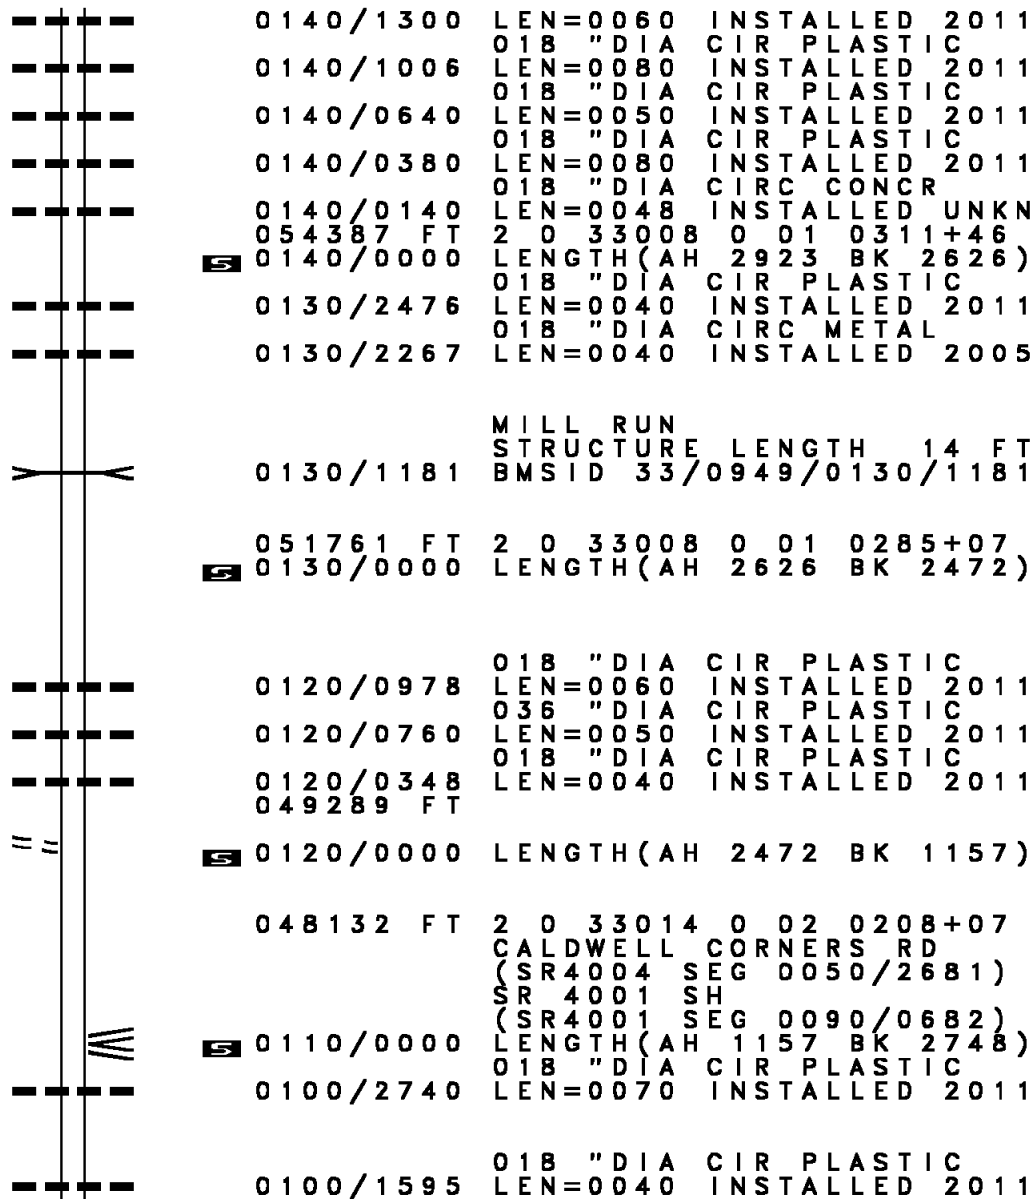 0140/1300 LEN=0060 INSTALLED 2011
018 "DIA CIR PLASTIC
0140/1006 LEN=0080 INSTALLED 2011
018 "DIA CIR PLASTIC
0140/0640 LEN=0050 INSTALLED 2011
018 "DIA CIR PLASTIC
0140/0380 LEN=0080 INSTALLED 2011
018 "DIA CIRC CONCR
0140/0140 LEN=0048 INSTALLED UNKN
054387 FT 2 0 33008 0 01 0311+46
S 0140/0000 LENGTH(AH 2923 BK 2626)
018 "DIA CIR PLASTIC
0130/2476 LEN=0040 INSTALLED 2011
018 "DIA CIRC METAL
0130/2267 LEN=0040 INSTALLED 2005
MILL RUN
STRUCTURE LENGTH 14 FT
0130/1181 BMSID 33/0949/0130/1181
051761 FT 2 0 33008 0 01 0285+07
S 0130/0000 LENGTH(AH 2626 BK 2472)
018 "DIA CIR PLASTIC
0120/0978 LEN=0060 INSTALLED 2011
036 "DIA CIR PLASTIC
0120/0760 LEN=0050 INSTALLED 2011
018 "DIA CIR PLASTIC
0120/0348 LEN=0040 INSTALLED 2011
049289 FT
S 0120/0000 LENGTH(AH 2472 BK 1157)
048132 FT 2 0 33014 0 02 0208+07
CALDWELL CORNERS RD
(SR4004 SEG 0050/2681)
SR 4001 SH
(SR4001 SEG 0090/0682)
S 0110/0000 LENGTH(AH 1157 BK 2748)
018 "DIA CIR PLASTIC
0100/2740 LEN=0070 INSTALLED 2011
018 "DIA CIR PLASTIC
0100/1595 LEN=0040 INSTALLED 2011